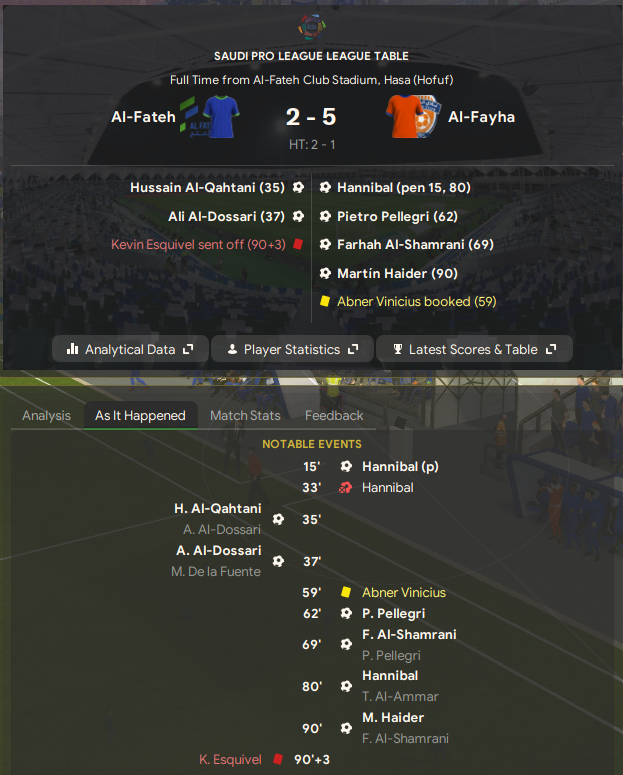 SAUDI PRO LEAGUE LEAGUE TABLE
Full Time from Al-Fateh Club Stadium, Hasa (Hofuf)
Al-Fateh 2 - 5 Al-Fayha
HT: 2 - 1
Hussain Al-Qahtani (35) Hannibal (pen 15, 80)
Ali Al-Dossari (37) Pietro Pellegri (62)
Kevin Esquivel sent off (90+3) Farhah Al-Shamrani (69)
Martín Haider (90)
Abner Vinicius booked (59)
Analytical Data Player Statistics Latest Scores & Table
Analysis As It Happened Match Stats Feedback
NOTABLE EVENTS
15' Hannibal (p)
33' Hannibal
H. Al-Qahtani
A. Al-Dossari
35'
A. Al-Dossari
M. De la Fuente
37'
59' Abner Vinicius
62' P. Pellegri
69' F. Al-Shamrani
P. Pellegri
80' Hannibal
T. Al-Ammar
90' M. Haider
F. Al-Shamrani
K. Esquivel 90'+3